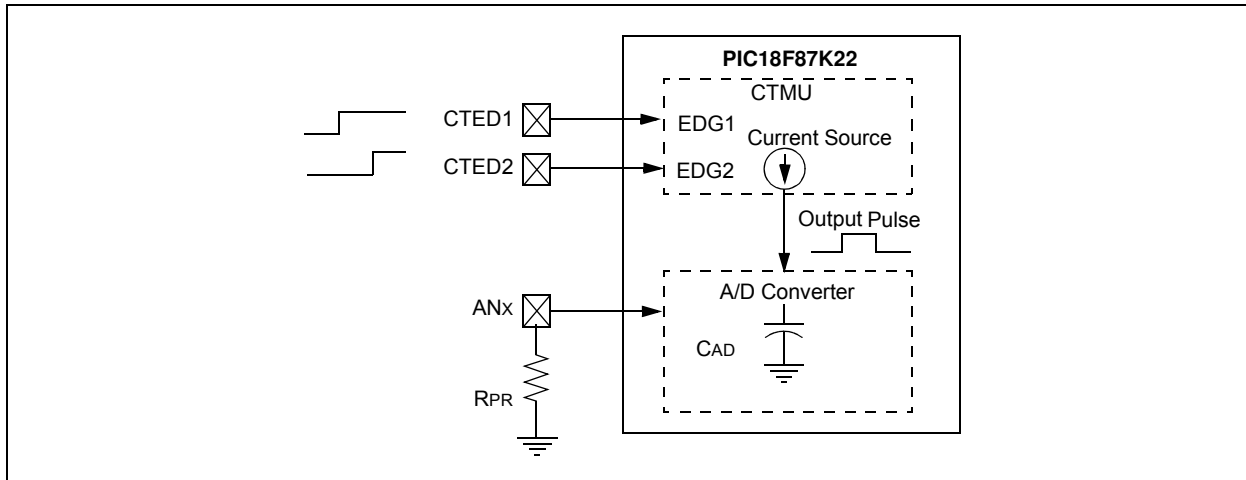 PIC18F87K22
CTMU
CTED1
EDG1
Current Source
CTED2
EDG2
Output Pulse
A/D Converter
ANX
CAD
RPR